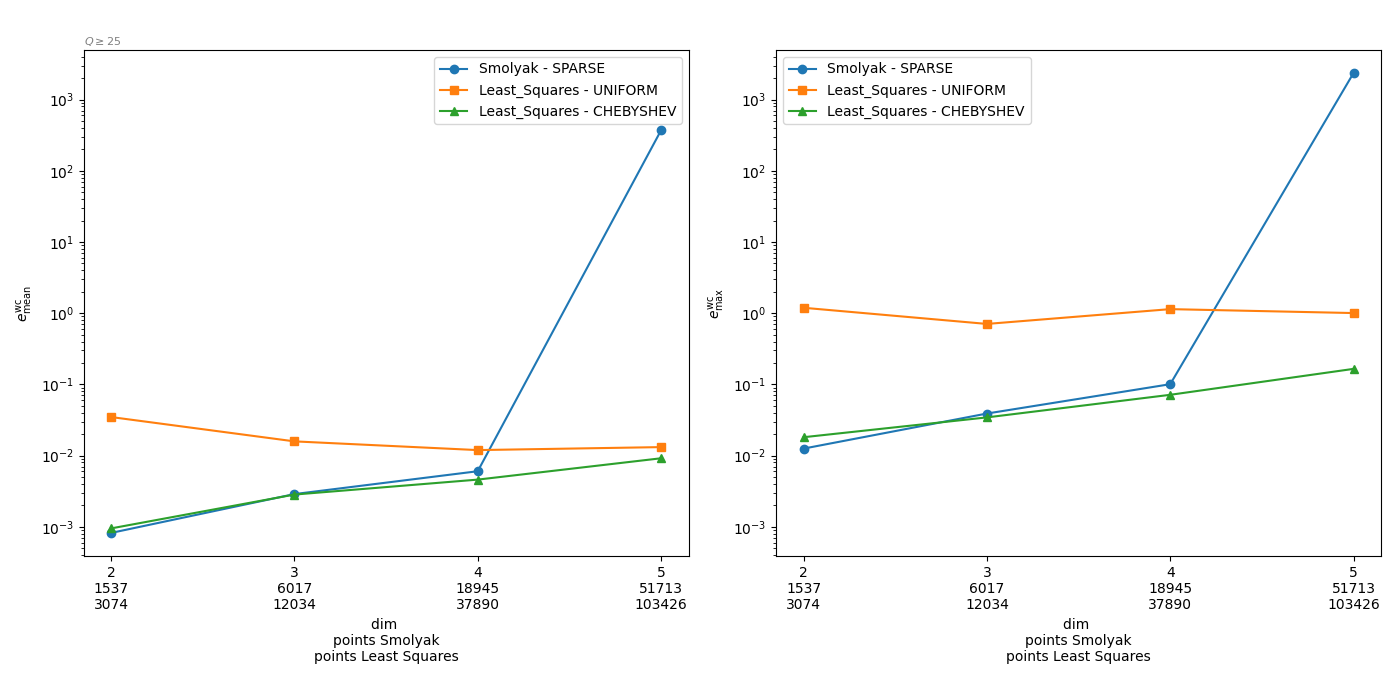 Q ≥ 25
Smolyak - SPARSE
Least_Squares - UNIFORM
Least_Squares - CHEBYSHEV
10³
10²
10¹
10⁰
10⁻¹
10⁻²
10⁻³
e^wc_mean
2 3 4 5
1537 6017 18945 51713
3074 12034 37890 103426
dim
points Smolyak
points Least Squares
Smolyak - SPARSE
Least_Squares - UNIFORM
Least_Squares - CHEBYSHEV
10³
10²
10¹
10⁰
10⁻¹
10⁻²
10⁻³
e^wc_max
2 3 4 5
1537 6017 18945 51713
3074 12034 37890 103426
dim
points Smolyak
points Least Squares